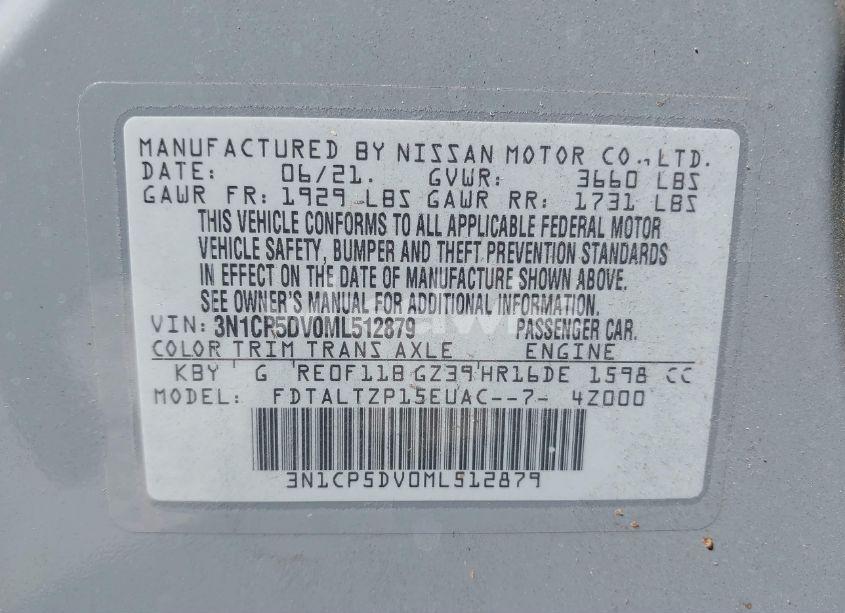 MANUFACTURED BY NISSAN MOTOR CO.,LTD.
DATE: 06/21. GVWR: 3660 LBS
GAWR FR: 1929 LBS GAWR RR: 1731 LBS
THIS VEHICLE CONFORMS TO ALL APPLICABLE FEDERAL MOTOR
VEHICLE SAFETY, BUMPER AND THEFT PREVENTION STANDARDS
IN EFFECT ON THE DATE OF MANUFACTURE SHOWN ABOVE.
SEE OWNER'S MANUAL FOR ADDITIONAL INFORMATION.
VIN: 3N1CP5DV0ML512879 PASSENGER CAR.
COLOR TRIM TRANS AXLE ENGINE
KBY G RE0F11B GZ39 HR16DE 1598 CC
MODEL: FDTALTZP15EUAC--7- 4Z000
3N1CP5DV0ML512879